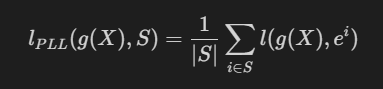 l_{PLL}(g(X), S) = \frac{1}{|S|} \sum_{i \in S} l(g(X), e^i)